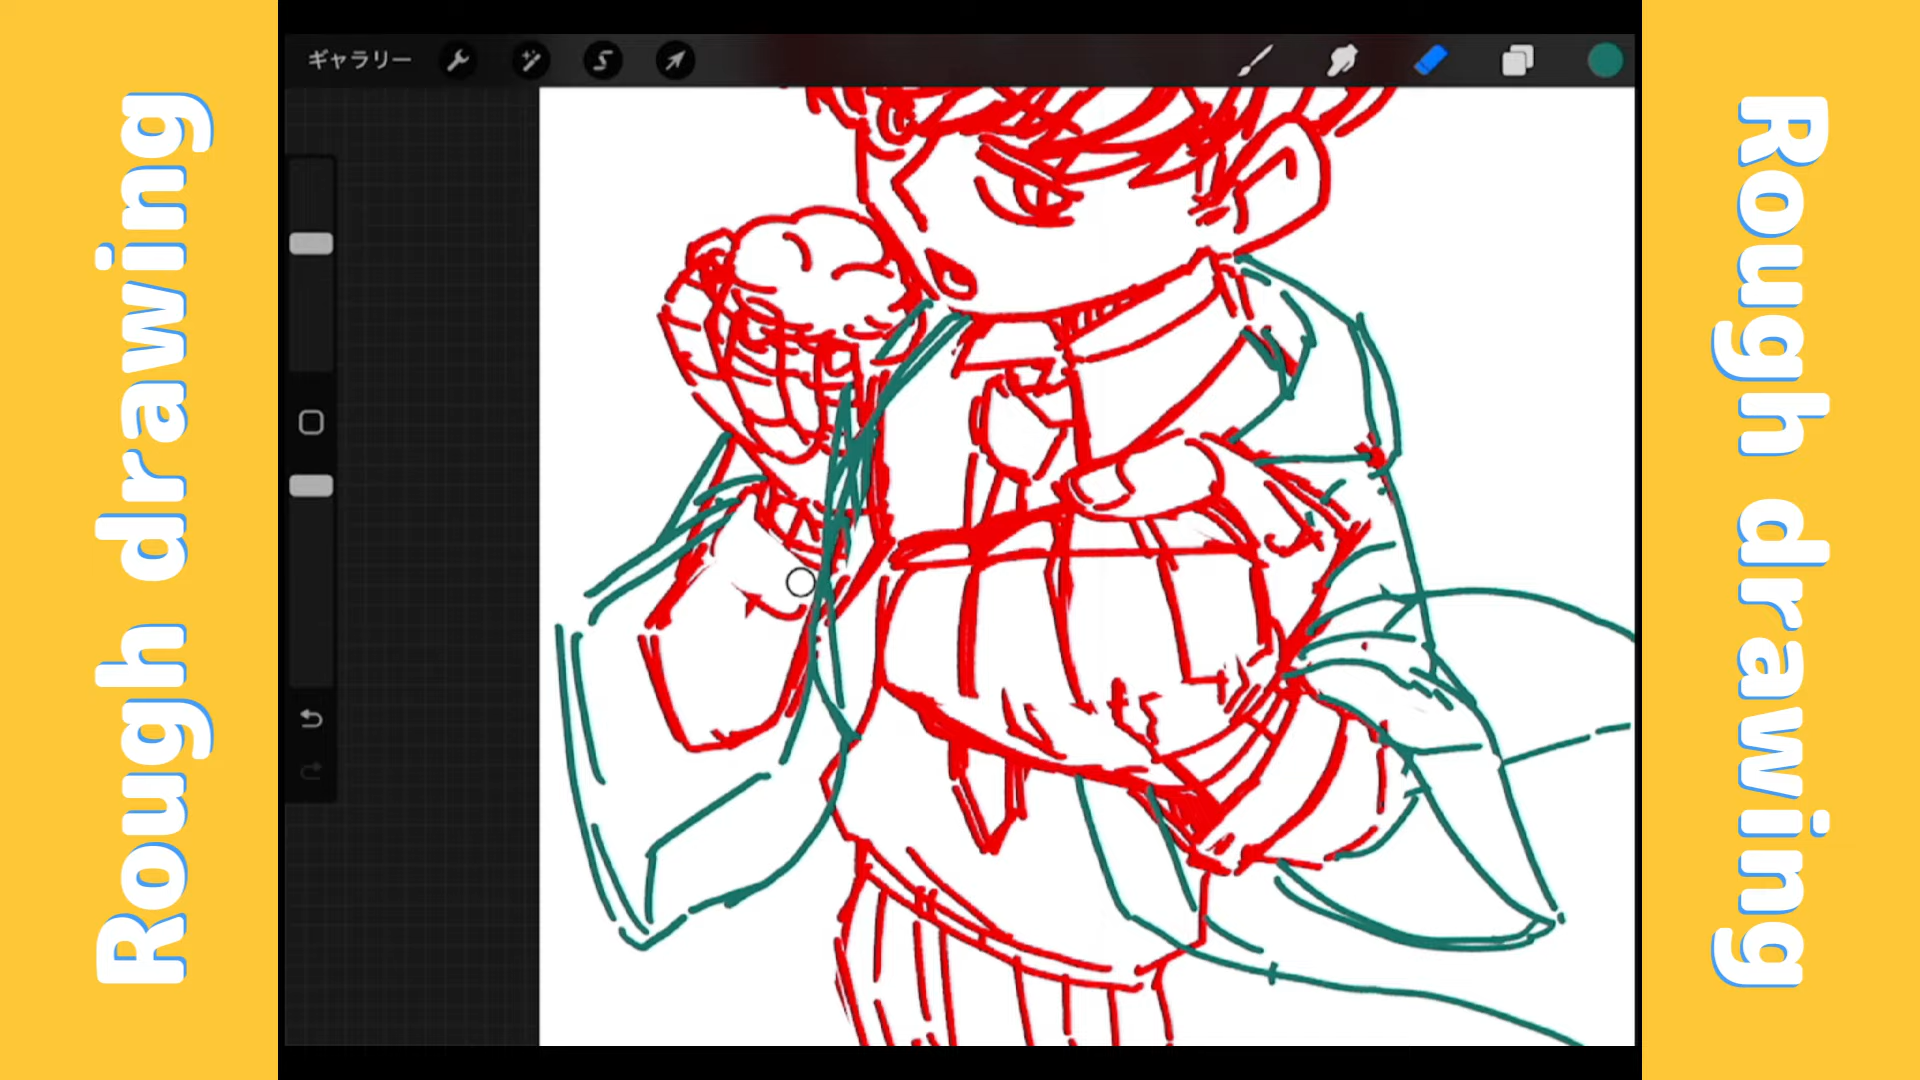 Rough drawing
ギャラリー
Rough drawing